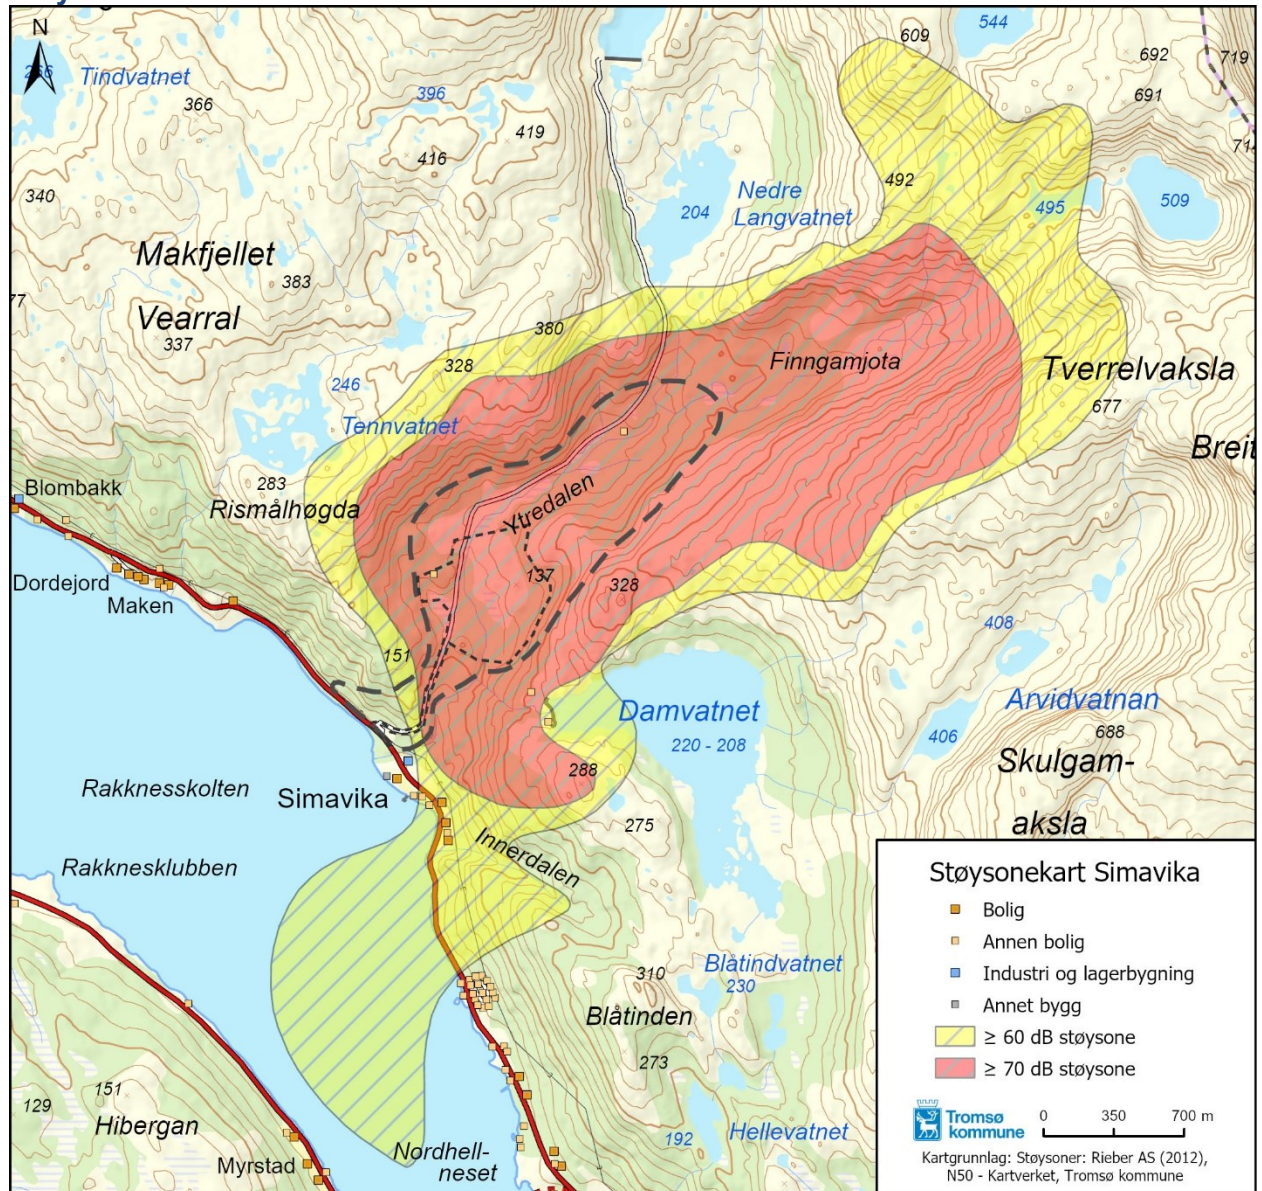 N
544
609
692
719
266
Tindvatnet
396
691
366
419
71
416
492
340
Nedre
Langvatnet
204
495
509
Makfjellet
383
77
Vearral
337
380
328
Finngamjota
Tverrelvaksla
246
677
Tennvatnet
Breit
283
Blombakk
Rismålhøgda
Ytredalen
Dordejord
137
328
Maken
408
151
Damvatnet
220 - 208
Arvidvatnan
406
688
Skulgam-
aksla
288
Rakknesskolten
Simavika
275
Innerdalen
Rakknesklubben
310
Blåtindvatnet
230
Blåtinden
273
151
129
Hibergan
192
Hellevatnet
Nordhell-
neset
Myrstad
Støysonekart Simavika
Bolig
Annen bolig
Industri og lagerbygning
Annet bygg
≥ 60 dB støysone
≥ 70 dB støysone
Tromsø
kommune
0 350 700 m
Kartgrunnlag: Støysoner: Rieber AS (2012),
N50 - Kartverket, Tromsø kommune